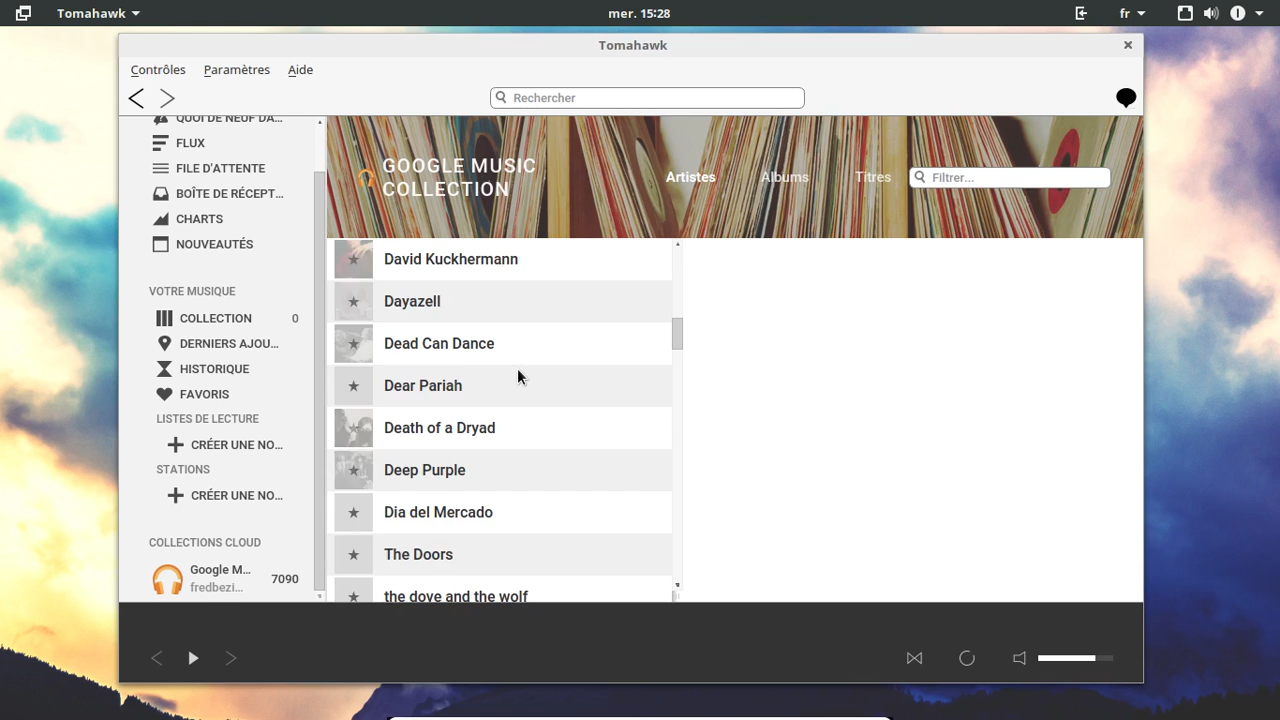 Tomahawk
mer. 15:28
fr
Tomahawk
Contrôles Paramètres Aide
Rechercher
QUOI DE NEUF DA...
FLUX
FILE D'ATTENTE
BOÎTE DE RÉCEPT...
CHARTS
NOUVEAUTÉS
VOTRE MUSIQUE
COLLECTION 0
DERNIERS AJOU...
HISTORIQUE
FAVORIS
LISTES DE LECTURE
CRÉER UNE NO...
STATIONS
CRÉER UNE NO...
COLLECTIONS CLOUD
Google M...
fredbezi...
7090
GOOGLE MUSIC
COLLECTION
Artistes Albums Titres
Filtrer...
David Kuckhermann
Dayazell
Dead Can Dance
Dear Pariah
Death of a Dryad
Deep Purple
Dia del Mercado
The Doors
the dove and the wolf